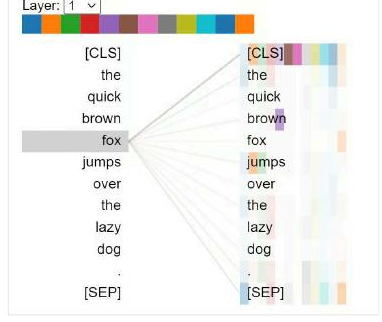 Layer: 1
[CLS] [CLS]
the the
quick quick
brown brown
fox fox
jumps jumps
over over
the the
lazy lazy
dog dog
. .
[SEP] [SEP]